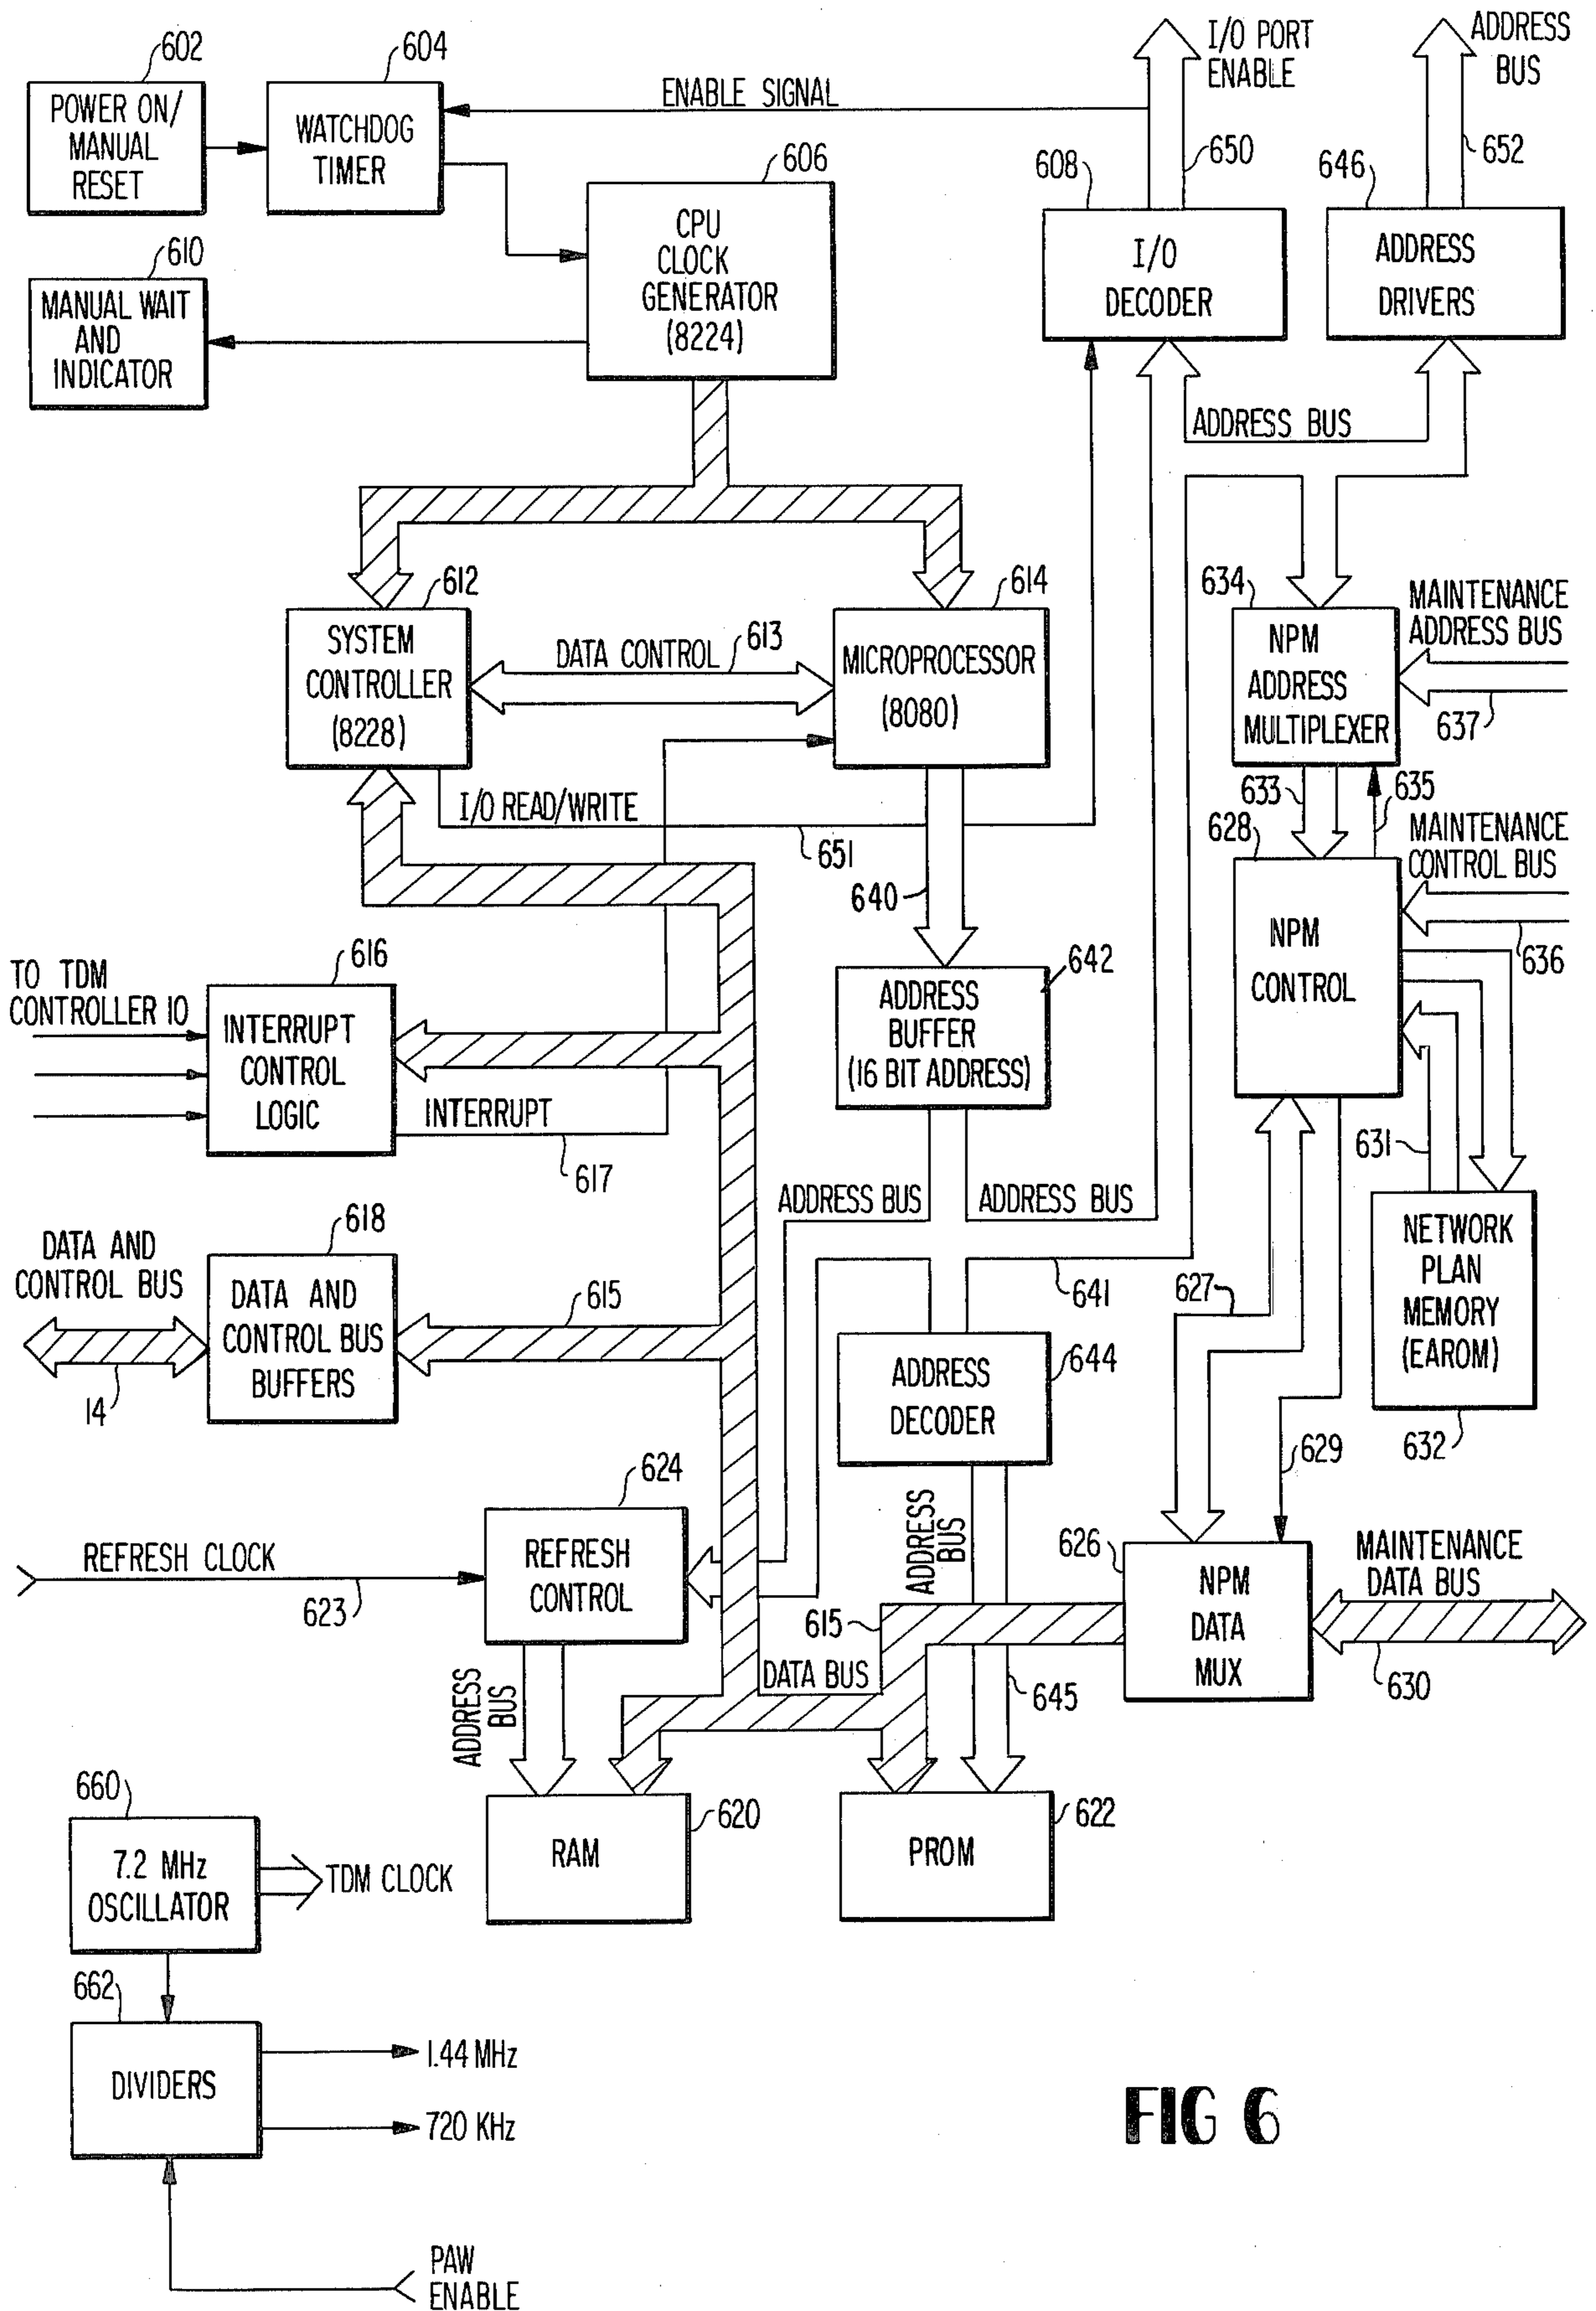 602
POWER ON/
MANUAL
RESET
604
WATCHDOG
TIMER
ENABLE SIGNAL
I/O PORT
ENABLE
ADDRESS
BUS
650
652
606
CPU
CLOCK
GENERATOR
(8224)
608
I/O
DECODER
646
ADDRESS
DRIVERS
610
MANUAL WAIT
AND
INDICATOR
ADDRESS BUS
612
SYSTEM
CONTROLLER
(8228)
DATA CONTROL
613
614
MICROPROCESSOR
(8080)
634
NPM
ADDRESS
MULTIPLEXER
MAINTENANCE
ADDRESS BUS
637
I/O READ/WRITE
651
633
635
628
MAINTENANCE
CONTROL BUS
NPM
CONTROL
636
640
TO TDM
CONTROLLER 10
616
INTERRUPT
CONTROL
LOGIC
INTERRUPT
617
642
ADDRESS
BUFFER
(16 BIT ADDRESS)
631
ADDRESS BUS
ADDRESS BUS
641
627
NETWORK
PLAN
MEMORY
(EAROM)
632
DATA AND
CONTROL BUS
14
618
DATA AND
CONTROL BUS
BUFFERS
615
ADDRESS
DECODER
644
629
624
REFRESH
CONTROL
REFRESH CLOCK
623
ADDRESS
BUS
626
NPM
DATA
MUX
MAINTENANCE
DATA BUS
630
615
DATA BUS
645
ADDRESS
BUS
RAM
620
PROM
622
660
7.2 MHz
OSCILLATOR
TDM CLOCK
662
DIVIDERS
1.44 MHz
720 KHz
PAW
ENABLE
FIG 6